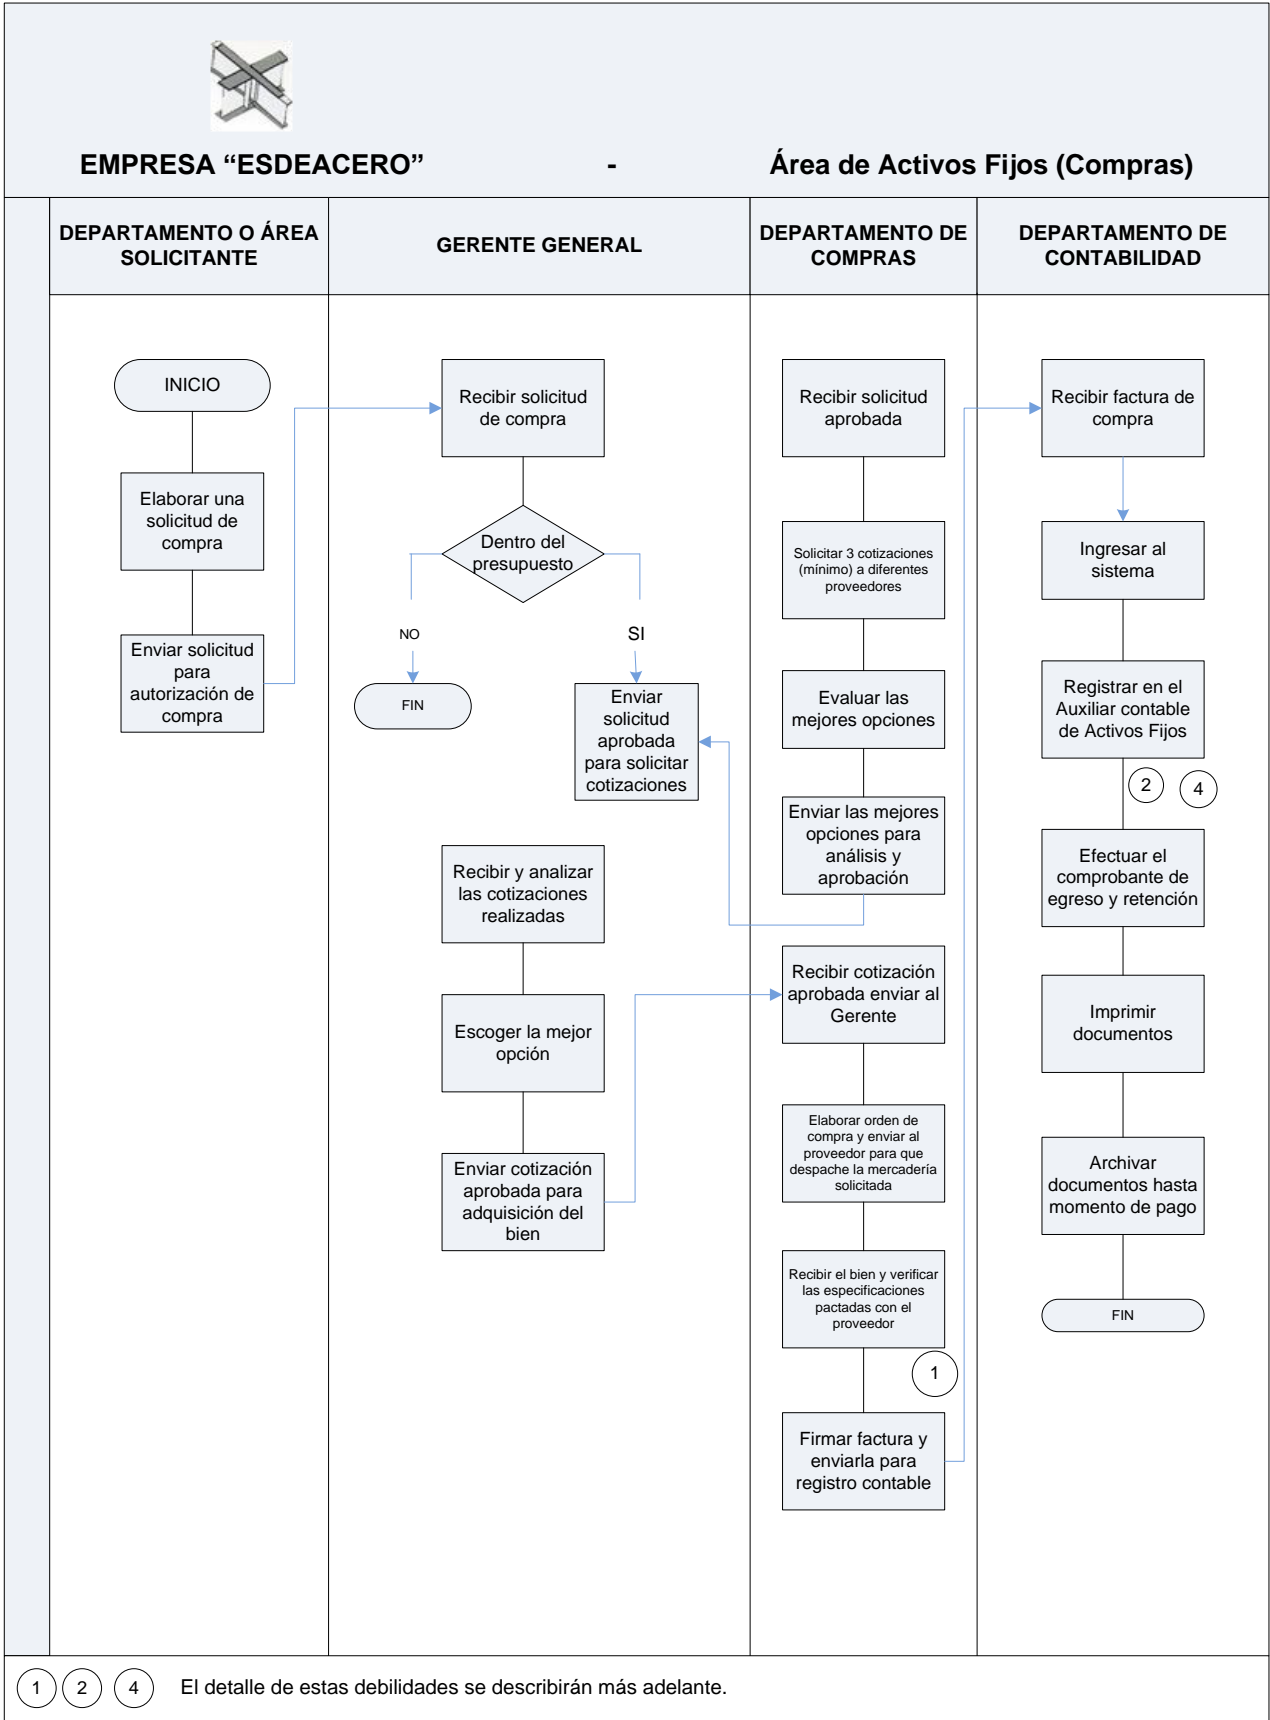 EMPRESA “ESDEACERO” - Área de Activos Fijos (Compras)
DEPARTAMENTO O ÁREA
SOLICITANTE
GERENTE GENERAL
DEPARTAMENTO DE
COMPRAS
DEPARTAMENTO DE
CONTABILIDAD
INICIO
Elaborar una
solicitud de
compra
Enviar solicitud
para
autorización de
compra
Recibir solicitud
de compra
Dentro del
presupuesto
NO
SI
FIN
Enviar
solicitud
aprobada
para solicitar
cotizaciones
Recibir y analizar
las cotizaciones
realizadas
Escoger la mejor
opción
Enviar cotización
aprobada para
adquisición del
bien
Recibir solicitud
aprobada
Solicitar 3 cotizaciones
(mínimo) a diferentes
proveedores
Evaluar las
mejores opciones
Enviar las mejores
opciones para
análisis y
aprobación
Recibir cotización
aprobada enviar al
Gerente
Elaborar orden de
compra y enviar al
proveedor para que
despache la mercadería
solicitada
Recibir el bien y verificar
las especificaciones
pactadas con el
proveedor
1
Firmar factura y
enviarla para
registro contable
Recibir factura de
compra
Ingresar al
sistema
Registrar en el
Auxiliar contable
de Activos Fijos
2 4
Efectuar el
comprobante de
egreso y retención
Imprimir
documentos
Archivar
documentos hasta
momento de pago
FIN
1 2 4 El detalle de estas debilidades se describirán más adelante.